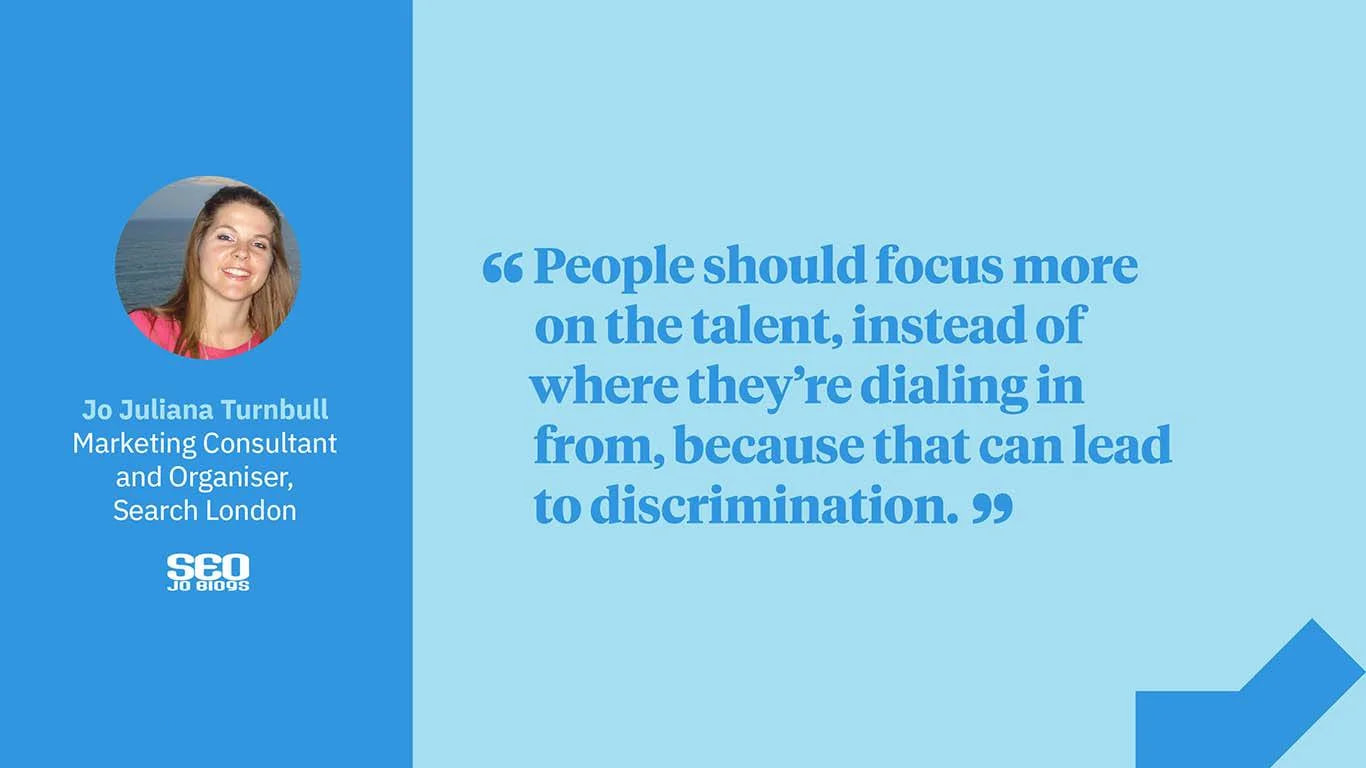 Jo Juliana Turnbull
Marketing Consultant
and Organiser,
Search London
SEO
JO BLOGS
“ People should focus more
on the talent, instead of
where they’re dialing in
from, because that can lead
to discrimination. ”